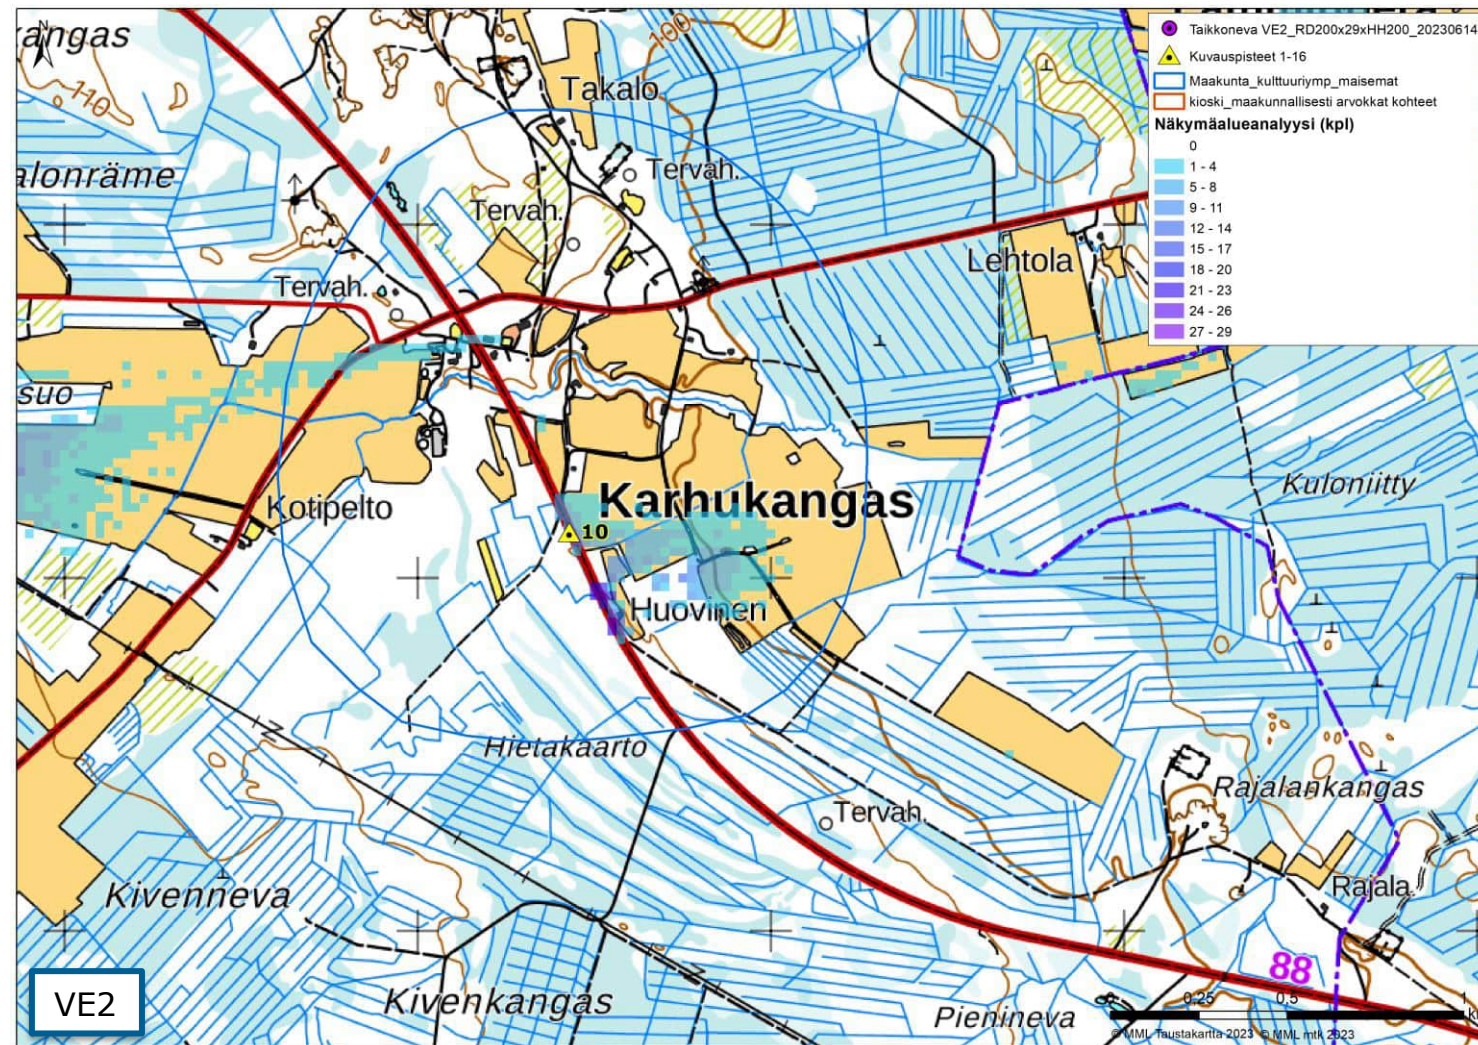 Taikkoneva VE2_RD200x29xHH200_20230614
Kuvauspisteet 1-16
Maakunta_kulttuuriymp_maisemat
kioski_maakunnallisesti arvokkat kohteet
Näkymäalueanalyysi (kpl)
0
1 - 4
5 - 8
9 - 11
12 - 14
15 - 17
18 - 20
21 - 23
24 - 26
27 - 29
N
100
110
Takalo
Tervah.
alonräme
Tervah.
Lehtola
Tervah.
suo
Kuloniitty
Karhukangas
Kotipelto
10
Huovinen
Hietakaarto
Rajalankangas
Tervah.
Kivenneva
Rajala
88
Kivenkangas
Pienineva
0,25
0,5
1
© MML Taustakartta 2023 © MML mtk 2023
VE2